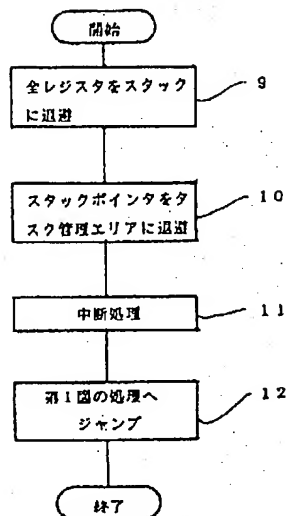 開始
全レジスタをスタック
に退避
9
スタックポインタをタ
スク管理エリアに退避
10
中断処理
11
第1図の処理へ
ジャンプ
12
終了